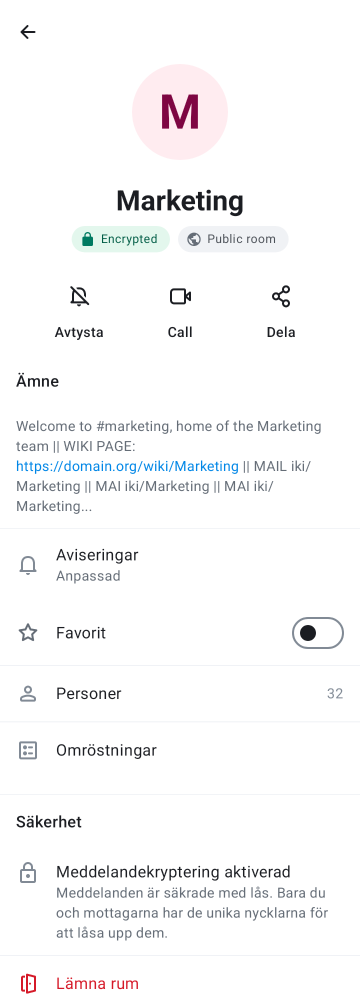 M
Marketing
Encrypted
Public room
Avtysta
Call
Dela
Ämne
Welcome to #marketing, home of the Marketing
team || WIKI PAGE:
https://domain.org/wiki/Marketing || MAIL iki/
Marketing || MAI iki/Marketing || MAI iki/
Marketing...
Aviseringar
Anpassad
Favorit
Personer
32
Omröstningar
Säkerhet
Meddelandekryptering aktiverad
Meddelanden är säkrade med lås. Bara du
och mottagarna har de unika nycklarna för
att låsa upp dem.
Lämna rum